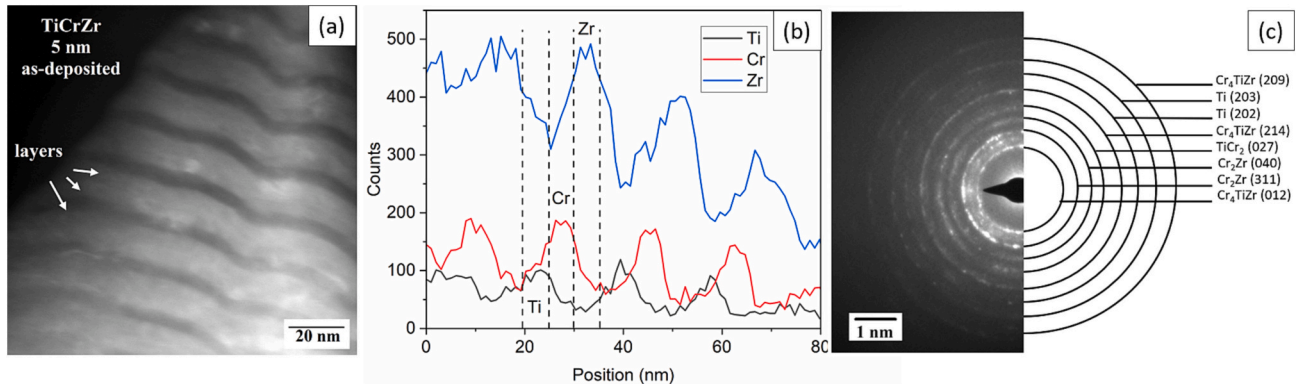 TiCrZr
5 nm
as-deposited
(a)
layers
20 nm
(b)
Zr
Ti
Cr
Zr
Cr
Ti
Counts
500
400
300
200
100
0
0
20
40
60
80
Position (nm)
(c)
Cr₄TiZr (209)
Ti (203)
Ti (202)
Cr₄TiZr (214)
TiCr₂ (027)
Cr₂Zr (040)
Cr₂Zr (311)
Cr₄TiZr (012)
1 nm